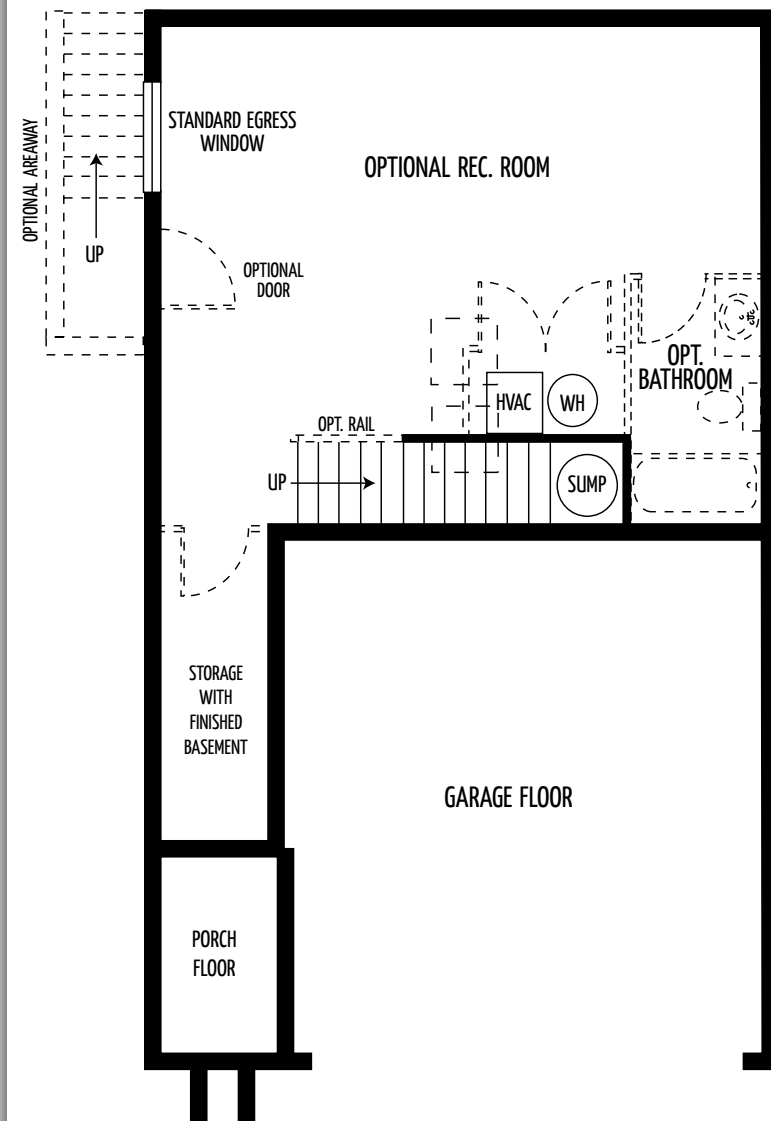 STANDARD EGRESS
WINDOW
OPTIONAL AREAWAY
OPTIONAL REC. ROOM
UP
OPTIONAL
DOOR
OPT.
BATHROOM
HVAC
WH
OPT. RAIL
UP
SUMP
STORAGE
WITH
FINISHED
BASEMENT
GARAGE FLOOR
PORCH
FLOOR